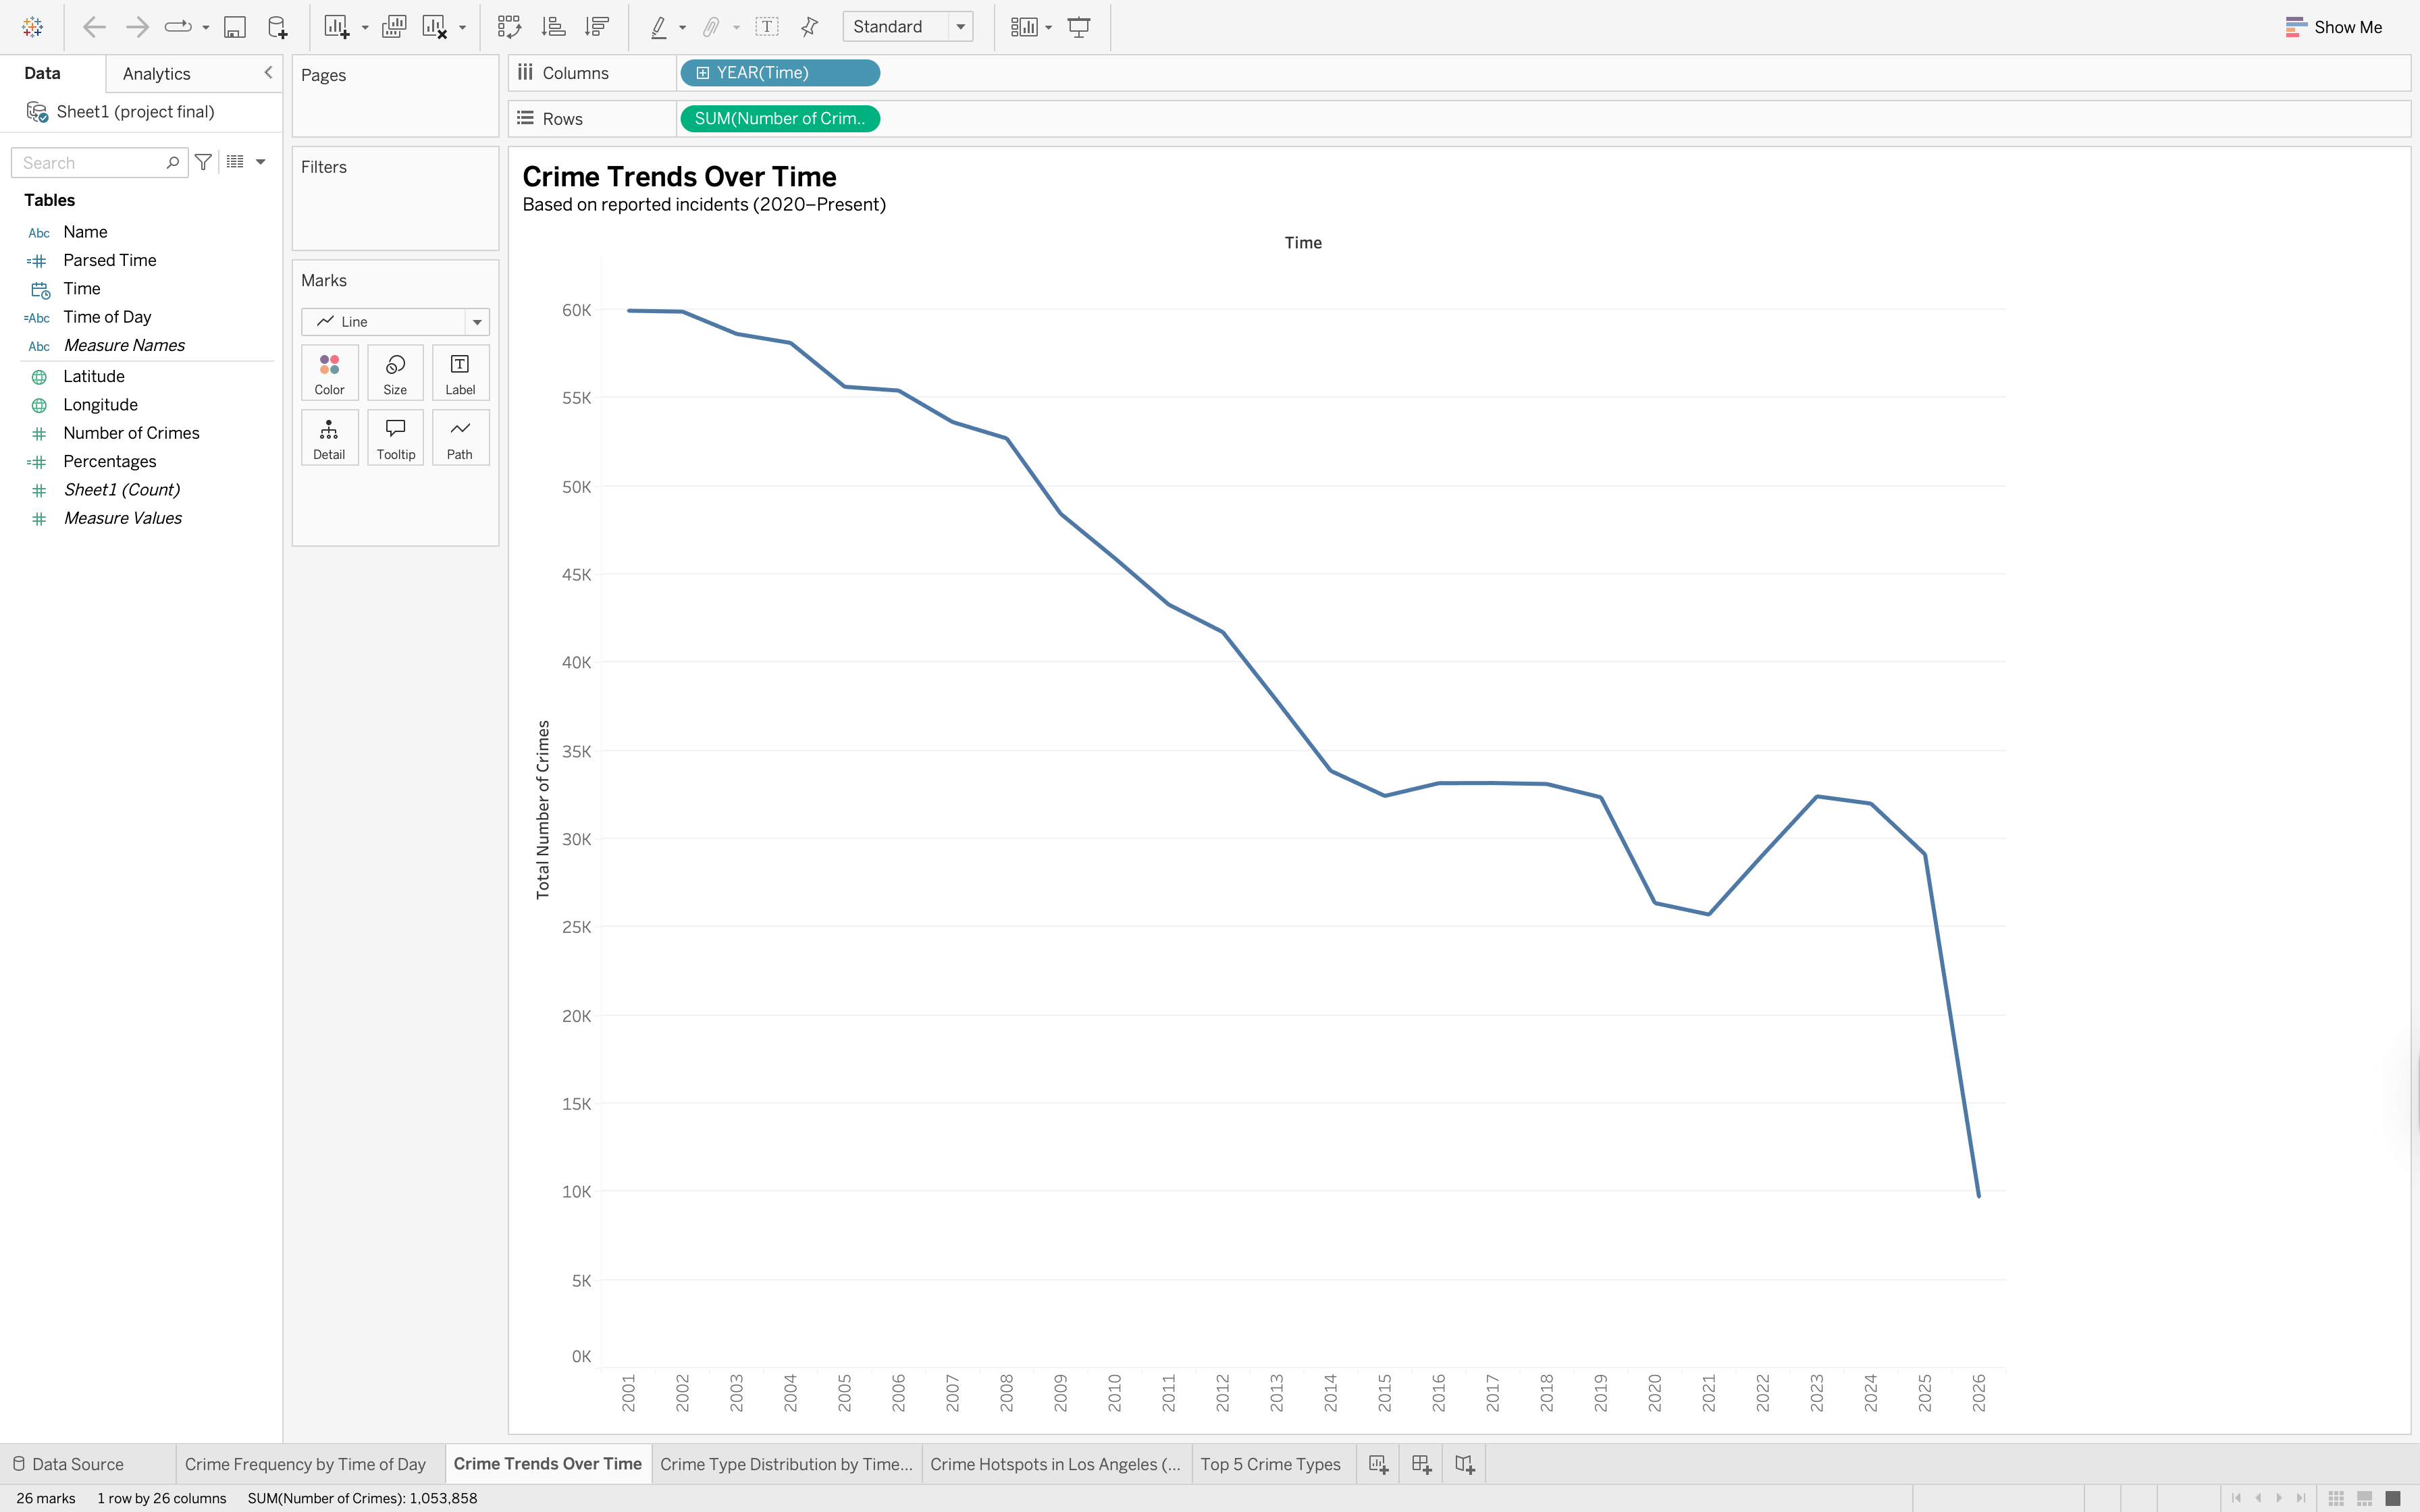 Standard
Show Me
Data
Analytics
Sheet1 (project final)
Search
Tables
Abc Name
Parsed Time
Time
=Abc Time of Day
Abc Measure Names
Latitude
Longitude
Number of Crimes
Percentages
Sheet1 (Count)
Measure Values
Pages
Filters
Marks
Line
Color
Size
Label
Detail
Tooltip
Path
Columns
YEAR(Time)
Rows
SUM(Number of Crim..
Crime Trends Over Time
Based on reported incidents (2020–Present)
Time
Total Number of Crimes
60K
55K
50K
45K
40K
35K
30K
25K
20K
15K
10K
5K
0K
2001
2002
2003
2004
2005
2006
2007
2008
2009
2010
2011
2012
2013
2014
2015
2016
2017
2018
2019
2020
2021
2022
2023
2024
2025
2026
Data Source
Crime Frequency by Time of Day
Crime Trends Over Time
Crime Type Distribution by Time...
Crime Hotspots in Los Angeles (...
Top 5 Crime Types
26 marks
1 row by 26 columns
SUM(Number of Crimes): 1,053,858